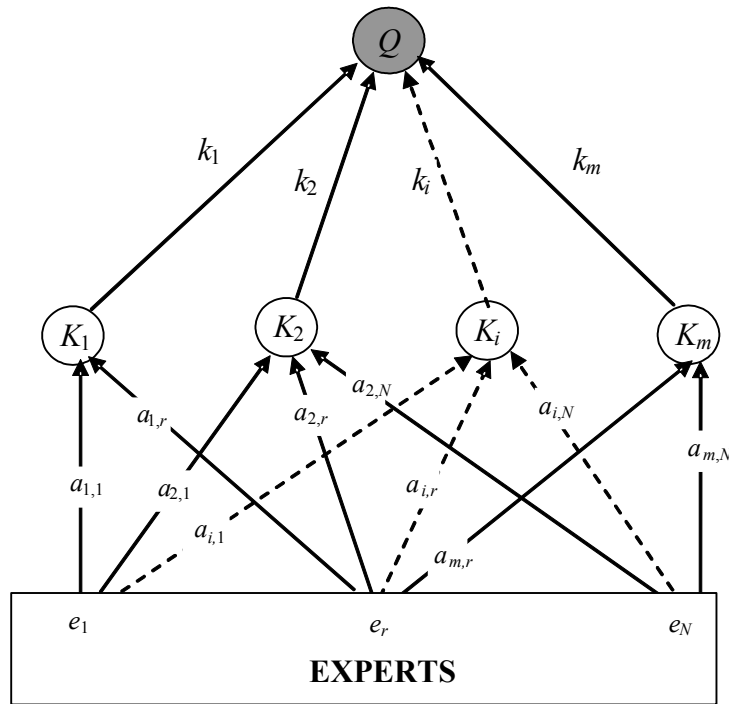 Q
k₁
k₂
kᵢ
kₘ
K₁
K₂
Kᵢ
Kₘ
a₁,ᵣ
a₂,ᵣ
a₂,N
aᵢ,N
a₁,₁
a₂,₁
aᵢ,₁
aᵢ,ᵣ
aₘ,ᵣ
aₘ,N
e₁ eᵣ eN
EXPERTS